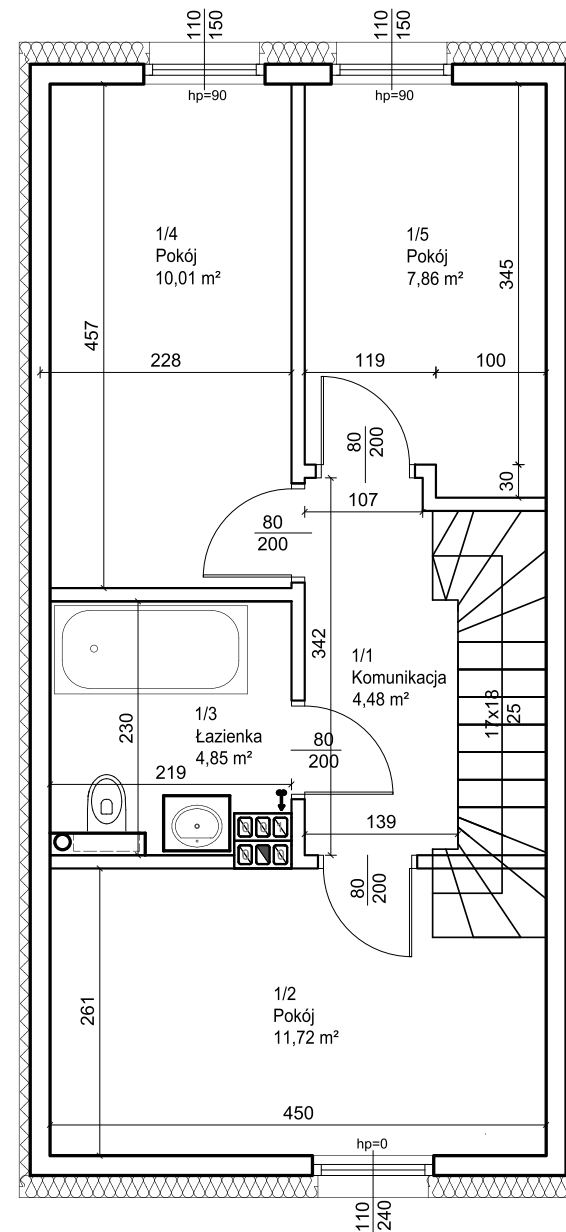 110
150
110
150
hp=90
hp=90
1/4
Pokój
10,01 m²
1/5
Pokój
7,86 m²
457
345
228
119
100
80
200
30
107
80
200
342
1/1
Komunikacja
4,48 m²
17x18
25
230
1/3
Łazienka
4,85 m²
80
200
219
139
80
200
261
1/2
Pokój
11,72 m²
450
hp=0
110
240